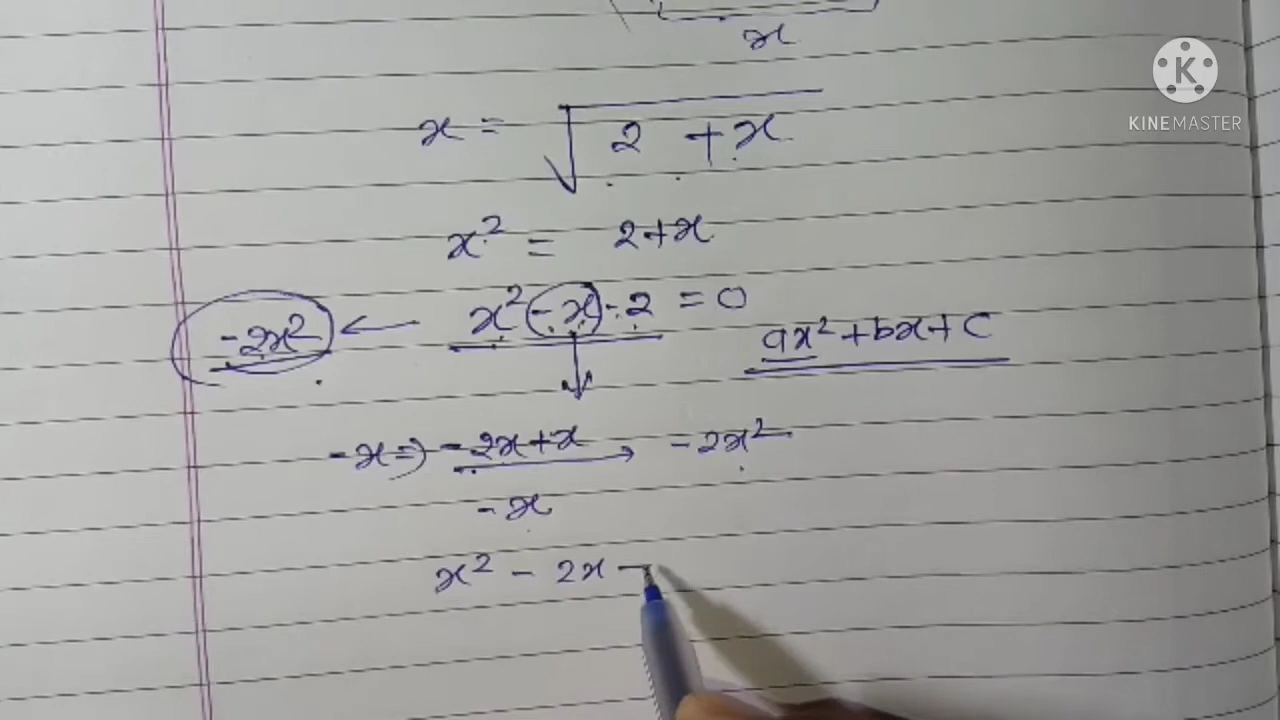 x
K
KINEMASTER
x = √2 + x
x² = 2+x
-2x² ← x² - x - 2 = 0
ax² + bx + c
-x ⇒ -2x+x → -2x²
-x
x² - 2x -